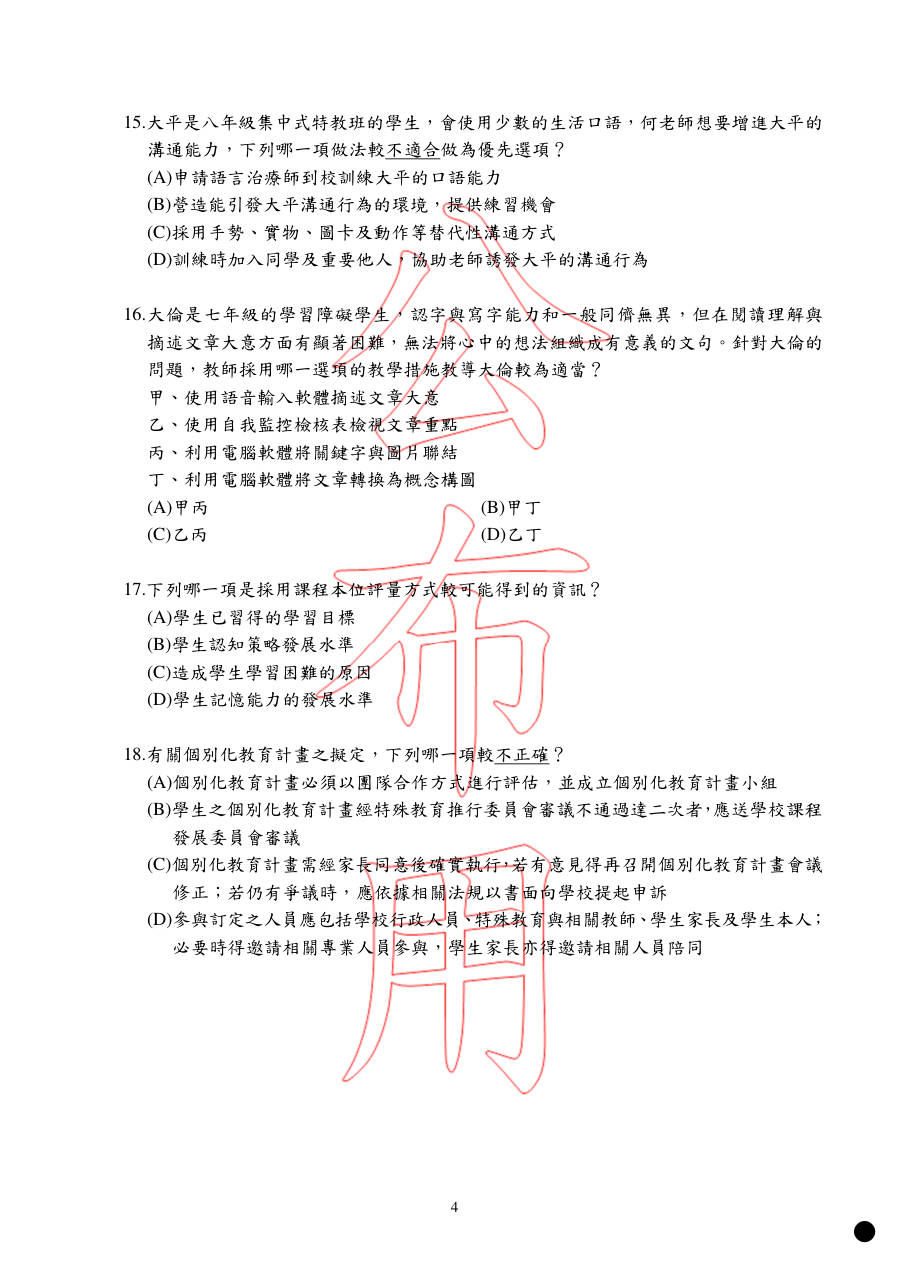 15.大平是八年級集中式特教班的學生，會使用少數的生活口語，何老師想要增進大平的
溝通能力，下列哪一項做法較不適合做為優先選項？
(A)申請語言治療師到校訓練大平的口語能力
(B)營造能引發大平溝通行為的環境，提供練習機會
(C)採用手勢、實物、圖卡及動作等替代性溝通方式
(D)訓練時加入同學及重要他人，協助老師誘發大平的溝通行為
16.大倫是七年級的學習障礙學生，認字與寫字能力和一般同儕無異，但在閱讀理解與
摘述文章大意方面有顯著困難，無法將心中的想法組織成有意義的文句。針對大倫的
問題，教師採用哪一選項的教學措施教導大倫較為適當？
甲、使用語音輸入軟體摘述文章大意
乙、使用自我監控檢核表檢視文章重點
丙、利用電腦軟體將關鍵字與圖片聯結
丁、利用電腦軟體將文章轉換為概念構圖
(A)甲丙 (B)甲丁
(C)乙丙 (D)乙丁
17.下列哪一項是採用課程本位評量方式較可能得到的資訊？
(A)學生已習得的學習目標
(B)學生認知策略發展水準
(C)造成學生學習困難的原因
(D)學生記憶能力的發展水準
18.有關個別化教育計畫之擬定，下列哪一項較不正確？
(A)個別化教育計畫必須以團隊合作方式進行評估，並成立個別化教育計畫小組
(B)學生之個別化教育計畫經特殊教育推行委員會審議不通過達二次者，應送學校課程
發展委員會審議
(C)個別化教育計畫需經家長同意後確實執行，若有意見得再召開個別化教育計畫會議
修正；若仍有爭議時，應依據相關法規以書面向學校提起申訴
(D)參與訂定之人員應包括學校行政人員、特殊教育與相關教師、學生家長及學生本人；
必要時得邀請相關專業人員參與，學生家長亦得邀請相關人員陪同
公
布
用
4